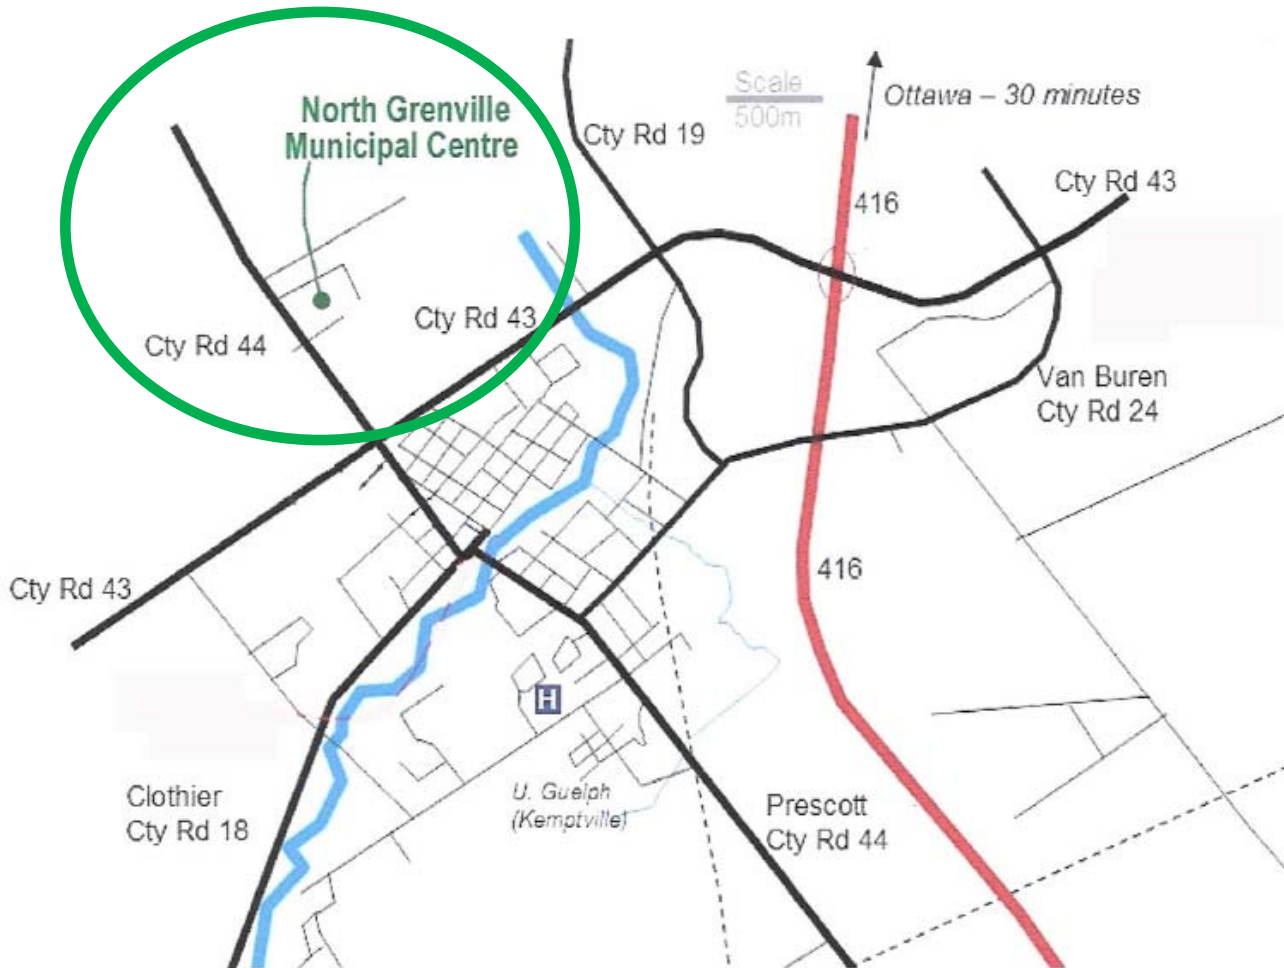 Scale
500m
Ottawa – 30 minutes
North Grenville
Municipal Centre
Cty Rd 19
Cty Rd 43
416
Cty Rd 43
Cty Rd 44
Van Buren
Cty Rd 24
416
Cty Rd 43
H
Clothier
Cty Rd 18
U. Guelph
(Kemptville)
Prescott
Cty Rd 44